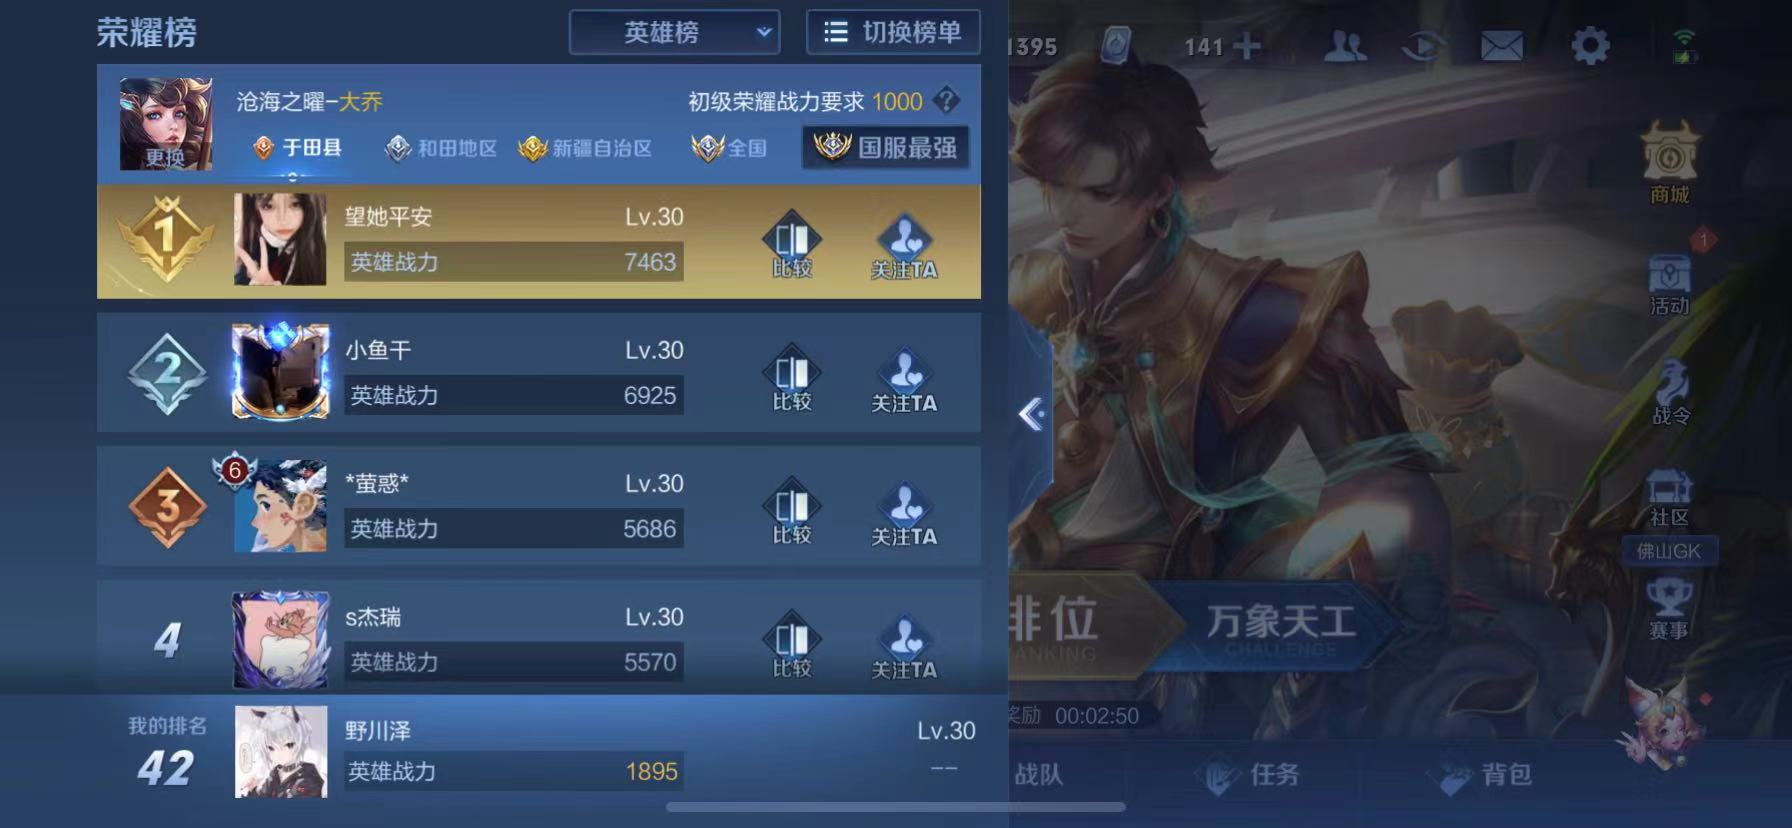 荣耀榜
英雄榜
切换榜单
1395
141
沧海之曜-大乔
初级荣耀战力要求 1000 ?
更换
于田县
和田地区
新疆自治区
全国
国服最强
1
望她平安
Lv.30
英雄战力
7463
比较
关注TA
2
小鱼干
Lv.30
英雄战力
6925
比较
关注TA
3
6
*萤惑*
Lv.30
英雄战力
5686
比较
关注TA
4
s杰瑞
Lv.30
英雄战力
5570
比较
关注TA
我的排名
42
野川泽
Lv.30
英雄战力
1895
--
商城
1
活动
战令
社区
佛山GK
赛事
排位
RANKING
万象天工
CHALLENGE
奖励 00:02:50
战队
任务
背包